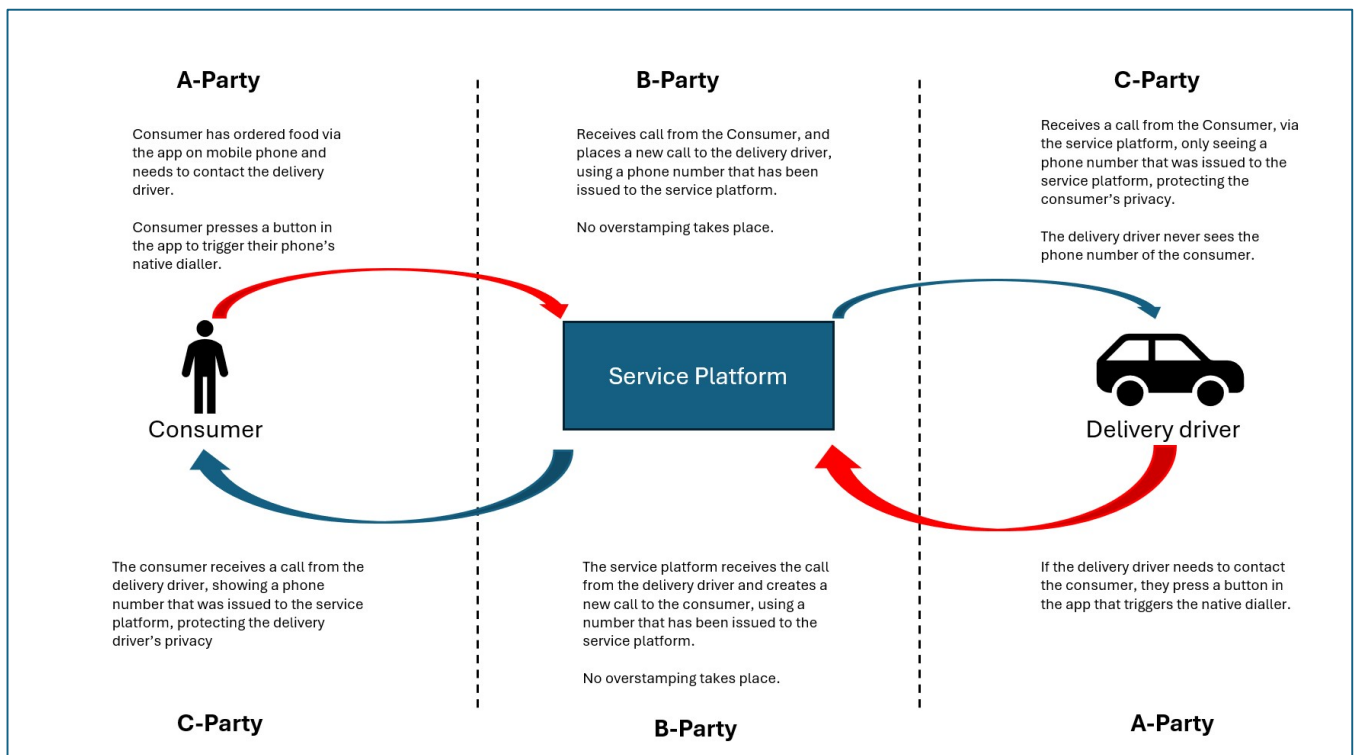 A-Party
B-Party
C-Party
Consumer has ordered food via
the app on mobile phone and
needs to contact the delivery
driver.
Consumer presses a button in
the app to trigger their phone's
native dialler.
Receives call from the Consumer, and
places a new call to the delivery driver,
using a phone number that has been
issued to the service platform.
No overstamping takes place.
Receives a call from the Consumer, via
the service platform, only seeing a
phone number that was issued to the
service platform, protecting the
consumer's privacy.
The delivery driver never sees the
phone number of the consumer.
Consumer
Service Platform
Delivery driver
The consumer receives a call from the
delivery driver, showing a phone
number that was issued to the service
platform, protecting the delivery
driver's privacy
The service platform receives the call
from the delivery driver and creates a
new call to the consumer, using a
number that has been issued to the
service platform.
No overstamping takes place.
If the delivery driver needs to contact
the consumer, they press a button in
the app that triggers the native dialler.
C-Party
B-Party
A-Party